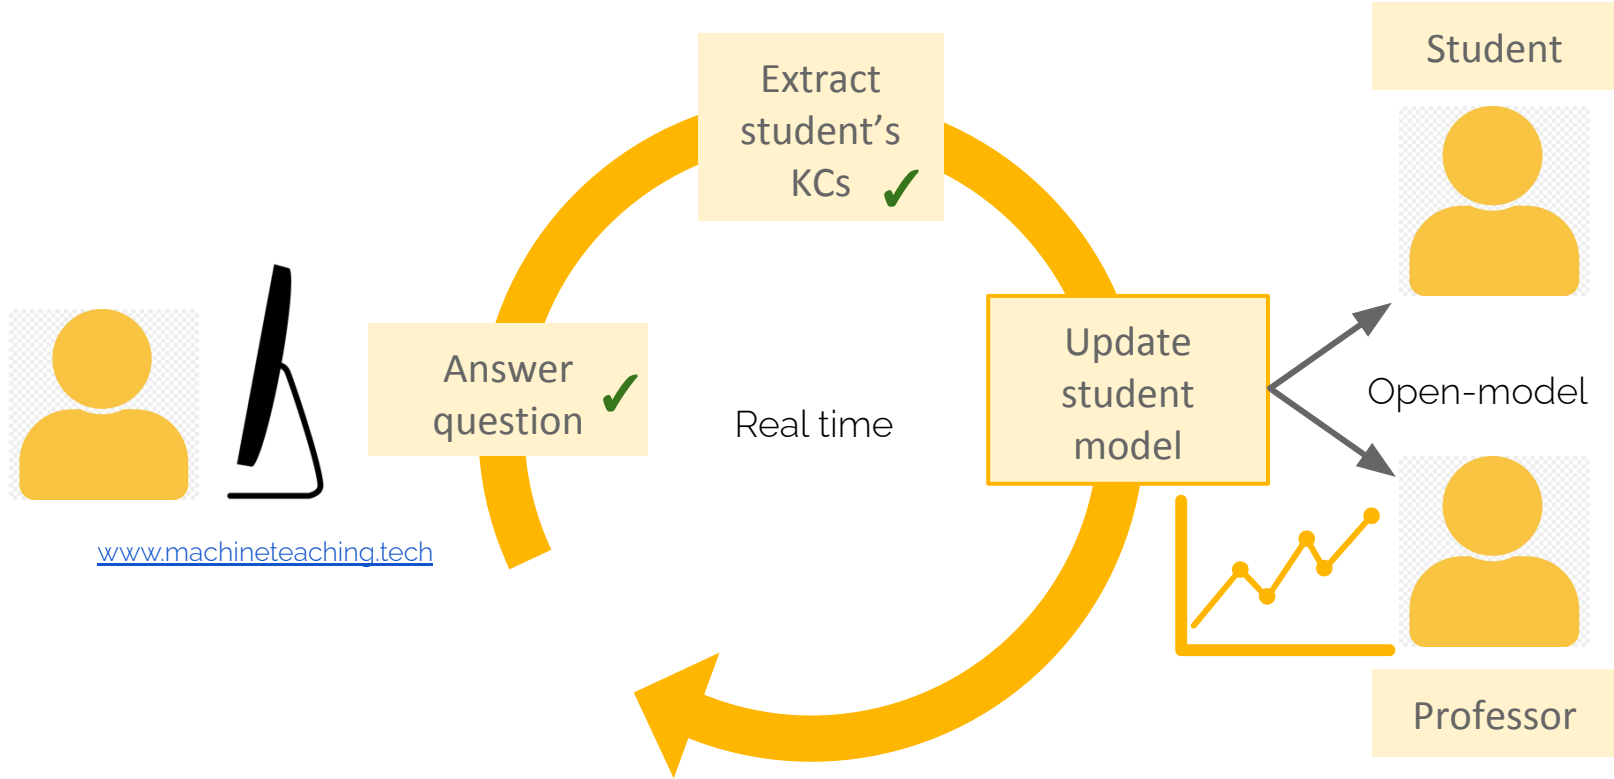 Student
Extract
student’s
KCs
Answer
question
Real time
Update
student
model
Open-model
www.machineteaching.tech
Professor